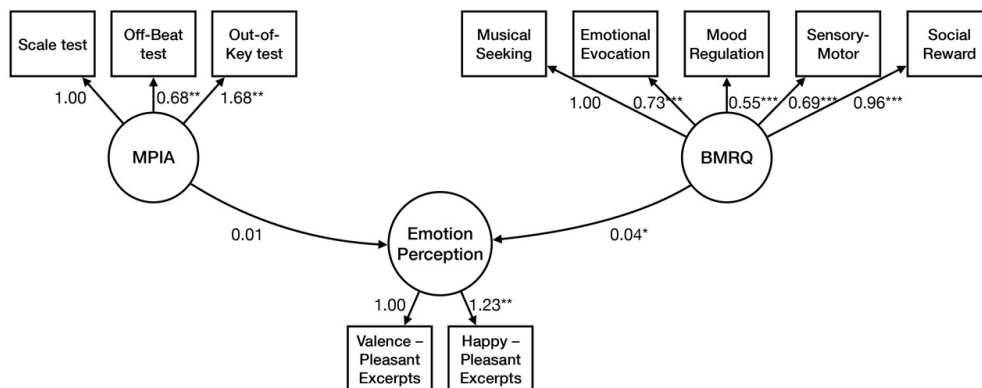 Scale test
Off-Beat
test
Out-of-
Key test
Musical
Seeking
Emotional
Evocation
Mood
Regulation
Sensory-
Motor
Social
Reward
1.00
0.68**
1.68**
1.00
0.73***
0.55***
0.69***
0.96***
MPIA
BMRQ
0.01
Emotion
Perception
0.04*
1.00
1.23**
Valence –
Pleasant
Excerpts
Happy –
Pleasant
Excerpts